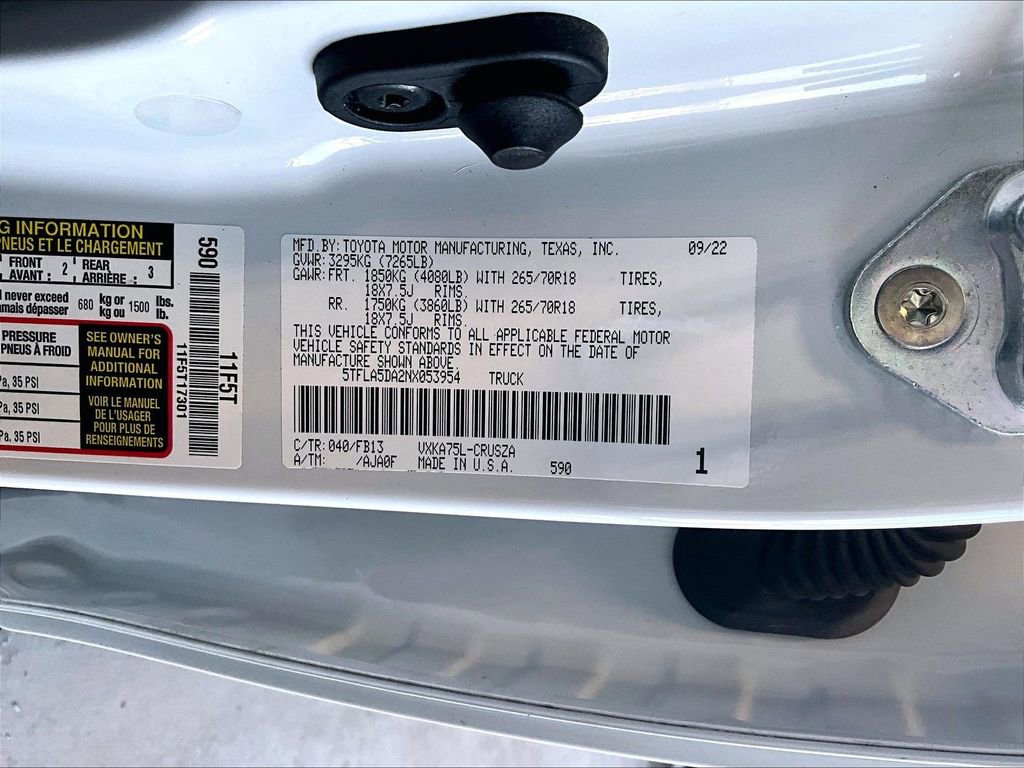 G INFORMATION
PNEUS ET LE CHARGEMENT
FRONT
AVANT : 2
REAR
ARRIÈRE : 3
l never exceed
amais dépasser
680 kg or
kg ou 1500 lbs.
lb.
PRESSURE
PNEUS À FROID
Pa, 35 PSI
Pa, 35 PSI
Pa, 35 PSI
SEE OWNER'S
MANUAL FOR
ADDITIONAL
INFORMATION
VOIR LE MANUEL
DE L'USAGER
POUR PLUS DE
RENSEIGNEMENTS
590
11F5117301
11F5T
MFD.BY: TOYOTA MOTOR MANUFACTURING, TEXAS, INC. 09/22
GVWR: 3295KG (7265LB)
GAWR: FRT. 1850KG (4080LB) WITH 265/70R18 TIRES,
18X7.5J RIMS.
RR. 1750KG (3860LB) WITH 265/70R18 TIRES,
18X7.5J RIMS.
THIS VEHICLE CONFORMS TO ALL APPLICABLE FEDERAL MOTOR
VEHICLE SAFETY STANDARDS IN EFFECT ON THE DATE OF
MANUFACTURE SHOWN ABOVE.
5TFLA5DA2NX053954 TRUCK
C/TR: 040/FB13 VXKA75L-CRUSZA
A/TM: /AJA0F MADE IN U.S.A. 590 1